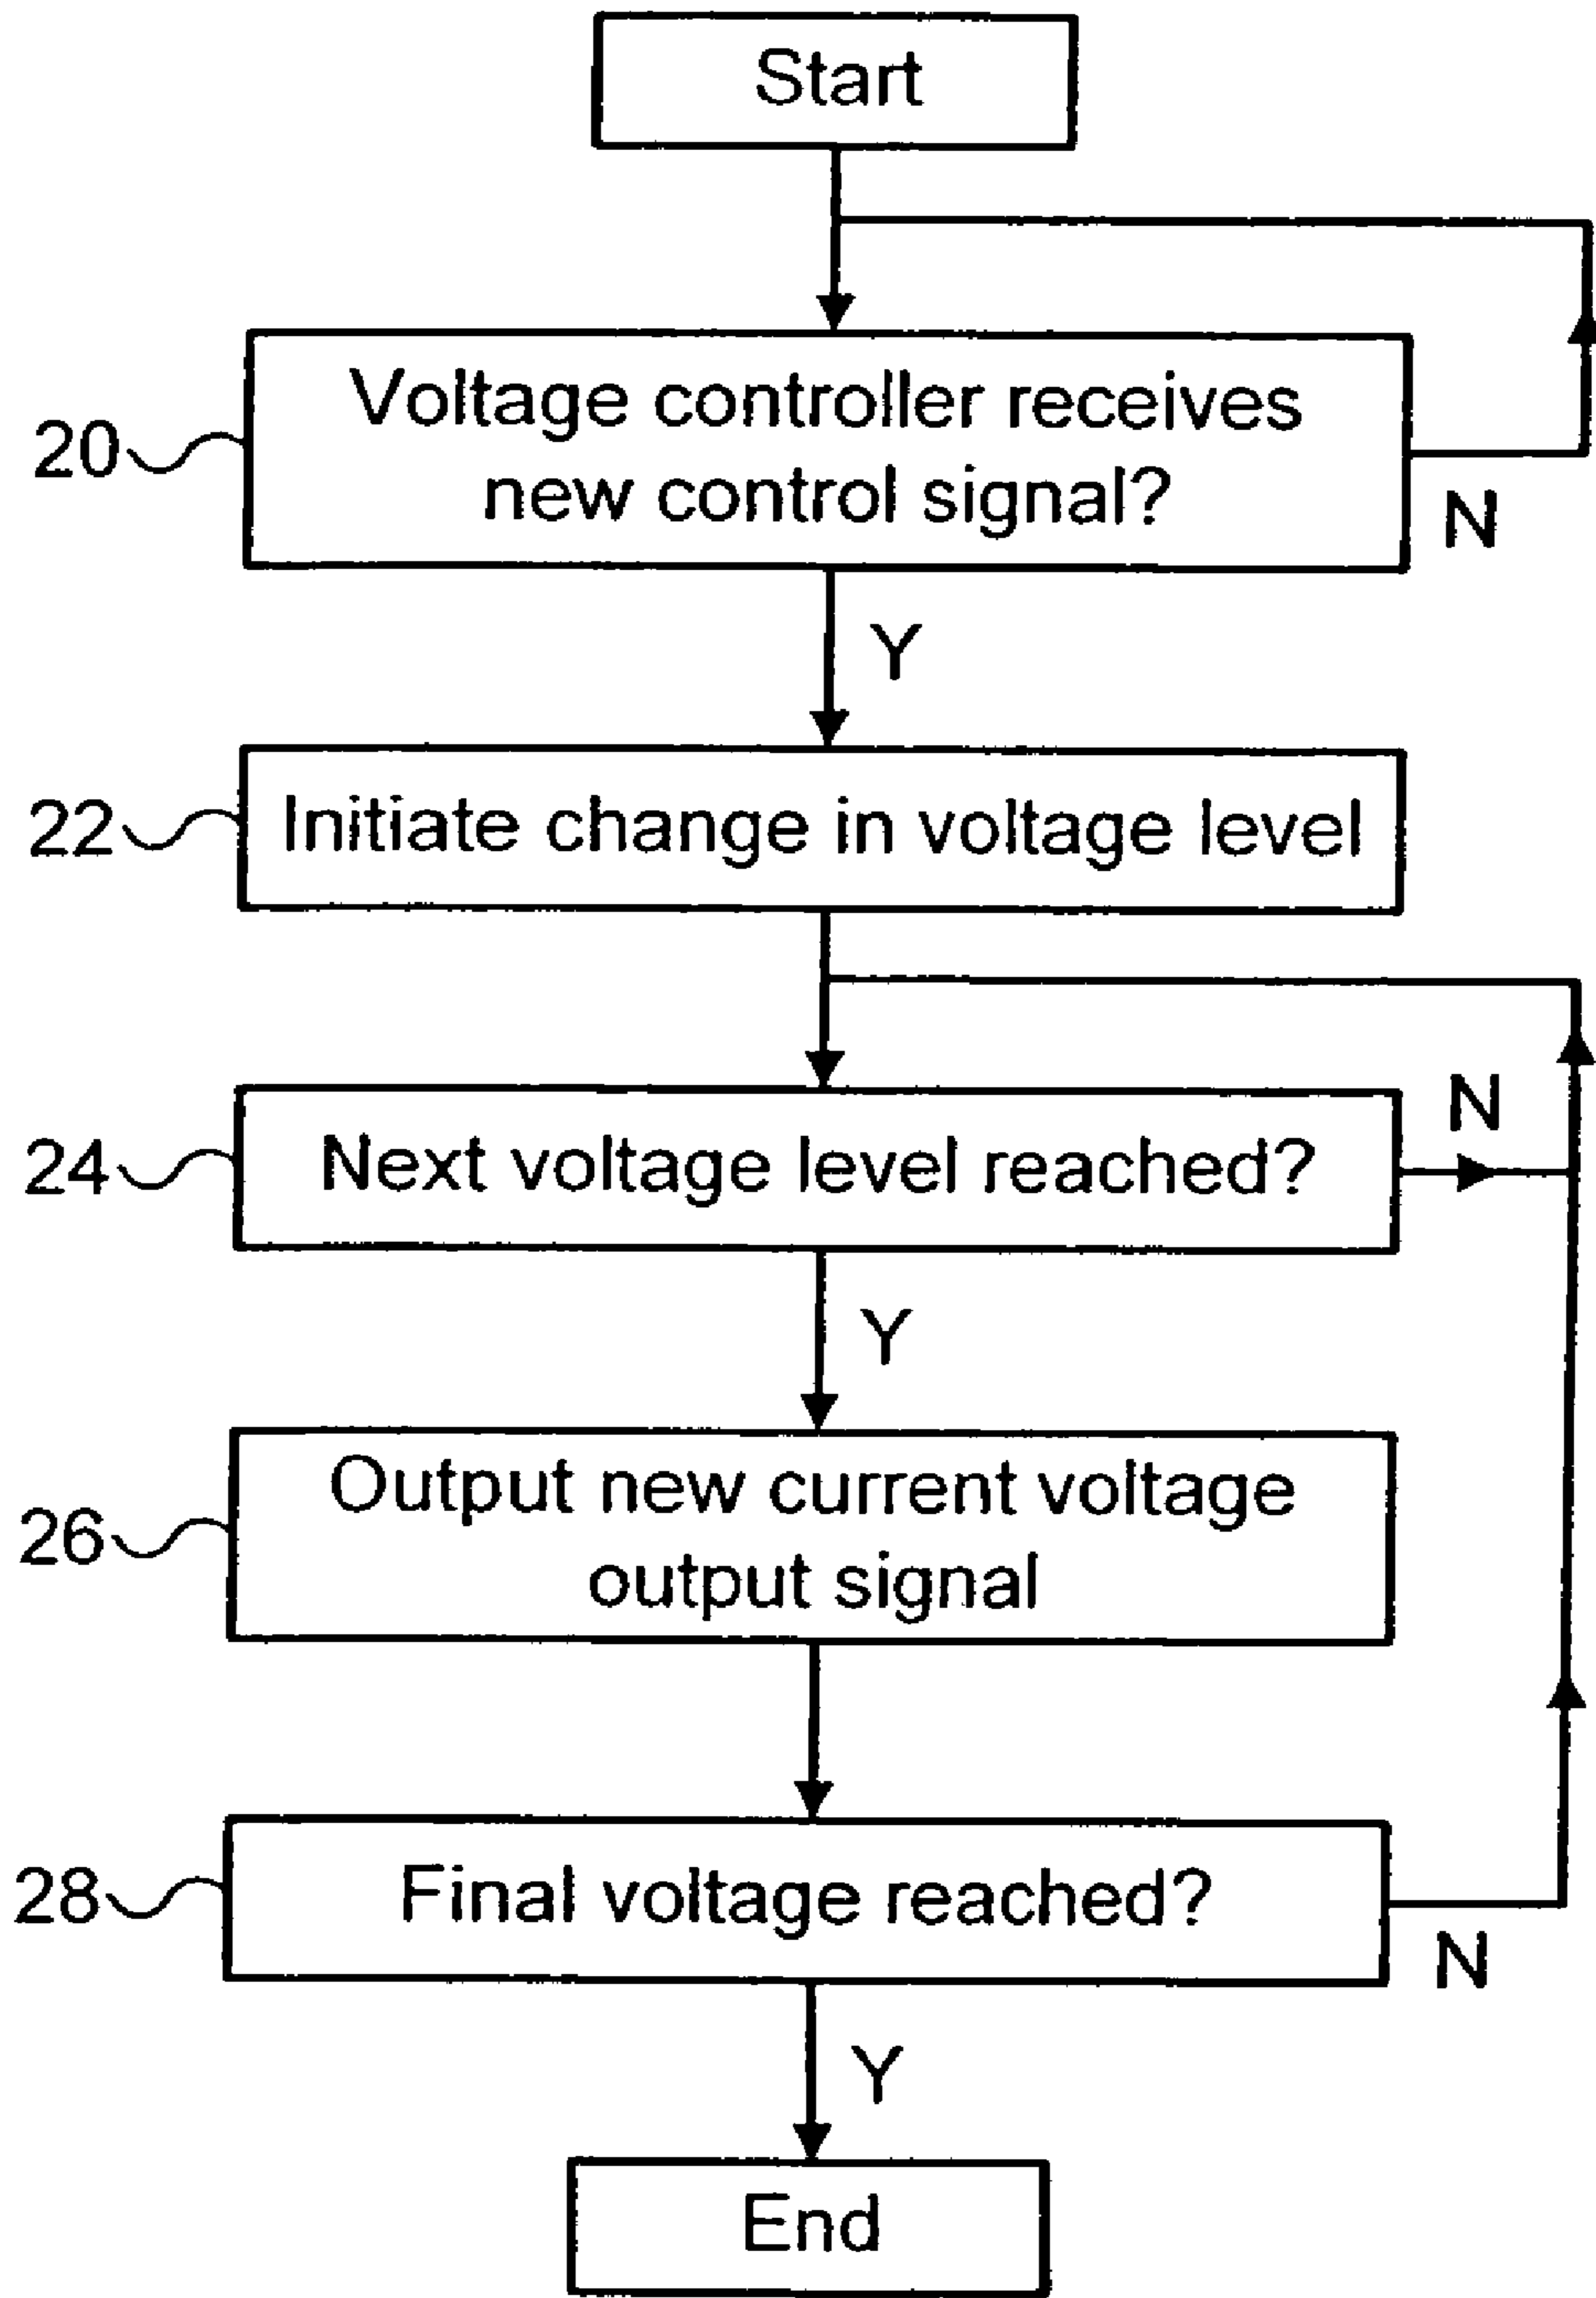 Start
20
Voltage controller receives
new control signal?
N
Y
22
Initiate change in voltage level
24
Next voltage level reached?
N
Y
26
Output new current voltage
output signal
28
Final voltage reached?
N
Y
End